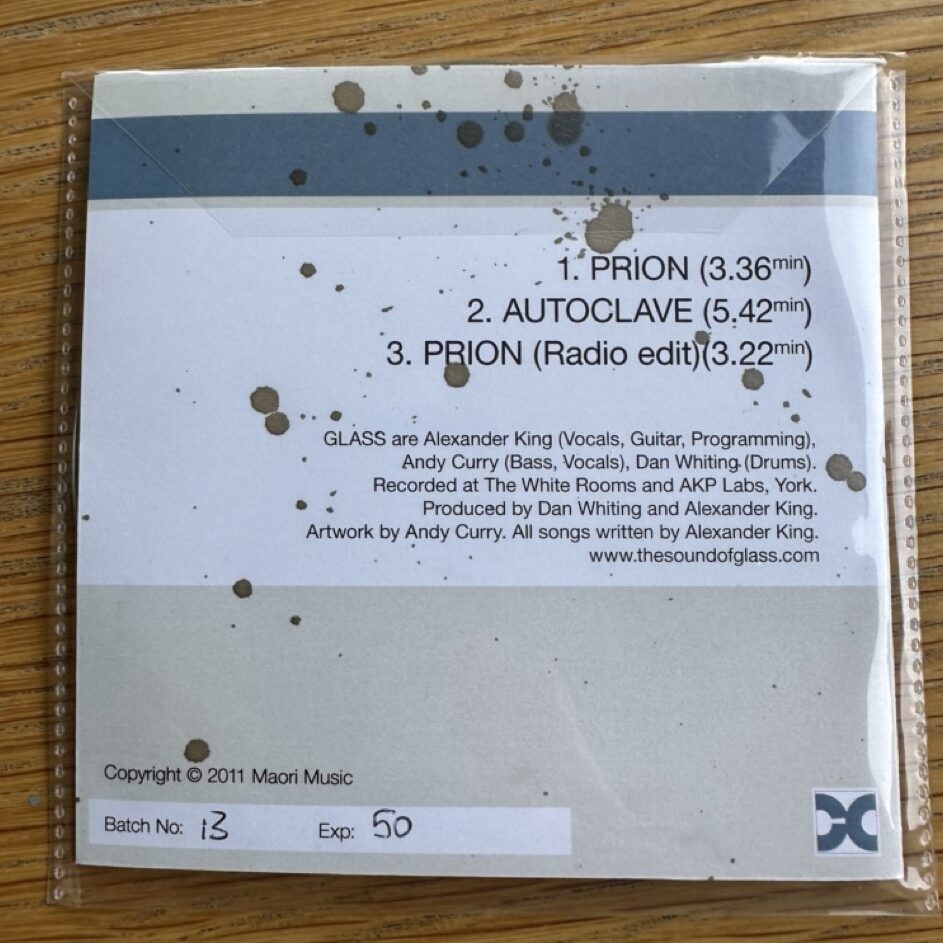 1. PRION (3.36min)
2. AUTOCLAVE (5.42min)
3. PRION (Radio edit)(3.22min)
GLASS are Alexander King (Vocals, Guitar, Programming),
Andy Curry (Bass, Vocals), Dan Whiting (Drums).
Recorded at The White Rooms and AKP Labs, York.
Produced by Dan Whiting and Alexander King.
Artwork by Andy Curry. All songs written by Alexander King.
www.thesoundofglass.com
Copyright © 2011 Maori Music
Batch No: 13 Exp: 50